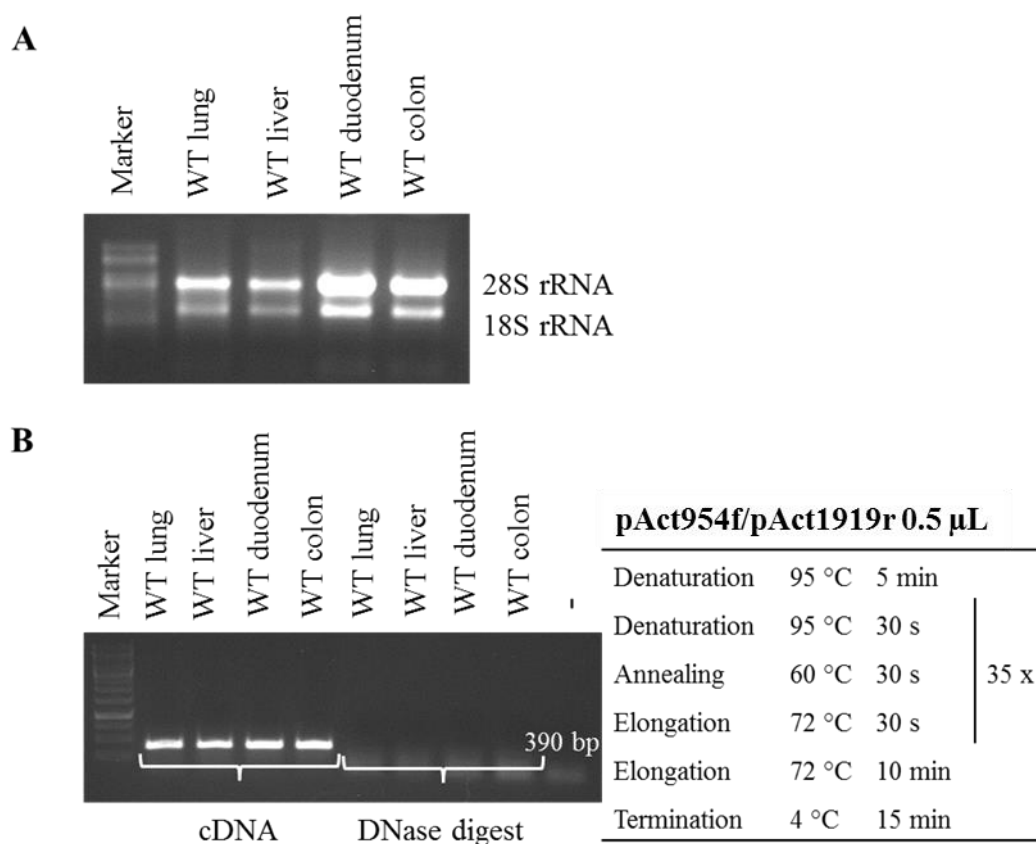 A
Marker
WT lung
WT liver
WT duodenum
WT colon
28S rRNA
18S rRNA
B
Marker
WT lung
WT liver
WT duodenum
WT colon
WT lung
WT liver
WT duodenum
WT colon
-
390 bp
cDNA
DNase digest
pAct954f/pAct1919r 0.5 µL
Denaturation 95 °C 5 min
Denaturation 95 °C 30 s
Annealing 60 °C 30 s
35 x
Elongation 72 °C 30 s
Elongation 72 °C 10 min
Termination 4 °C 15 min